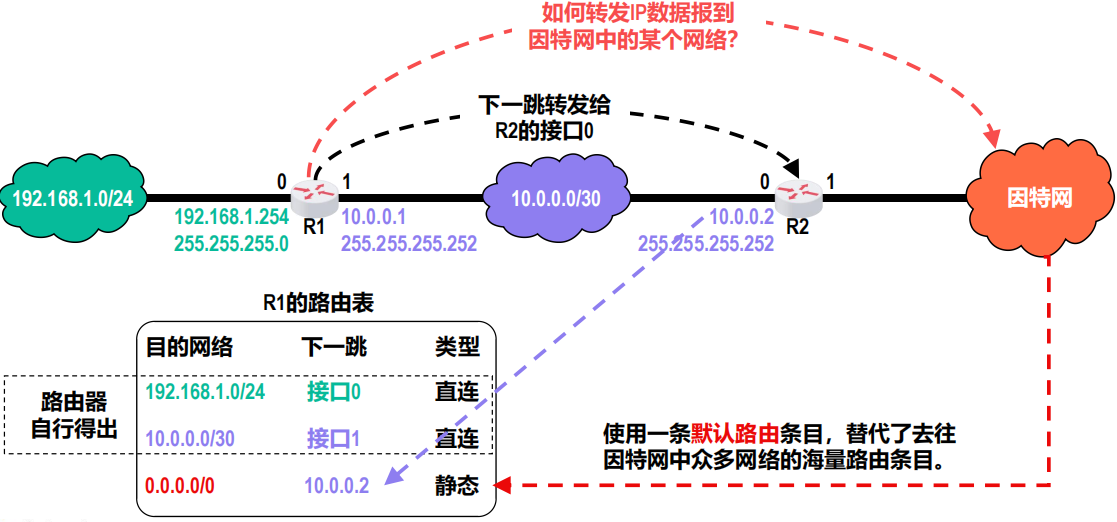 如何转发IP数据报到
因特网中的某个网络?
下一跳转发给
R2的接口0
192.168.1.0/24
0
1
10.0.0.0/30
0
1
因特网
192.168.1.254
255.255.255.0
R1
10.0.0.1
255.255.255.252
10.0.0.2
255.255.255.252
R2
R1的路由表
目的网络 下一跳 类型
路由器
自行得出
192.168.1.0/24 接口0 直连
10.0.0.0/30 接口1 直连
0.0.0.0/0 10.0.0.2 静态
使用一条默认路由条目，替代了去往
因特网中众多网络的海量路由条目。